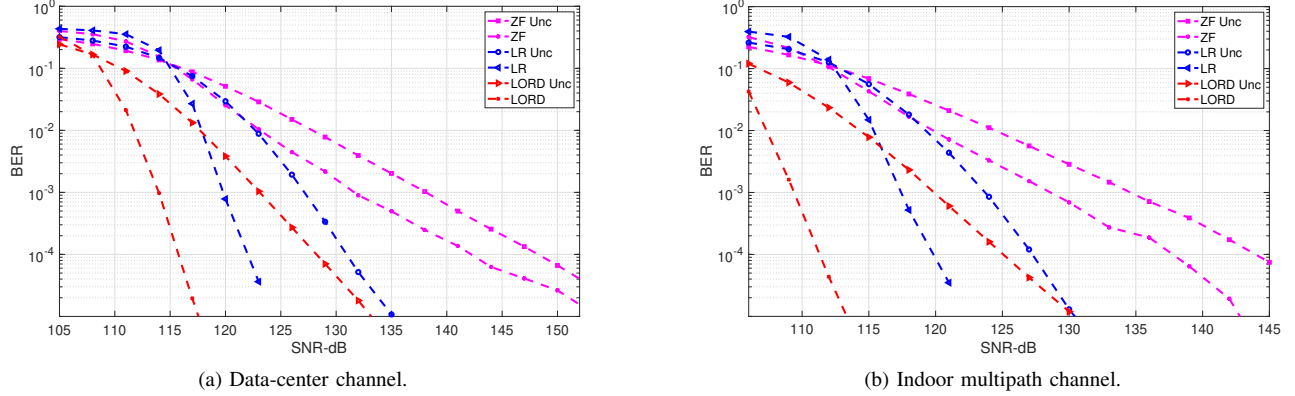 10^0
10^-1
10^-2
10^-3
10^-4
BER
105 110 115 120 125 130 135 140 145 150
SNR-dB
ZF Unc
ZF
LR Unc
LR
LORD Unc
LORD
(a) Data-center channel.
10^0
10^-1
10^-2
10^-3
10^-4
BER
110 115 120 125 130 135 140 145
SNR-dB
ZF Unc
ZF
LR Unc
LR
LORD Unc
LORD
(b) Indoor multipath channel.